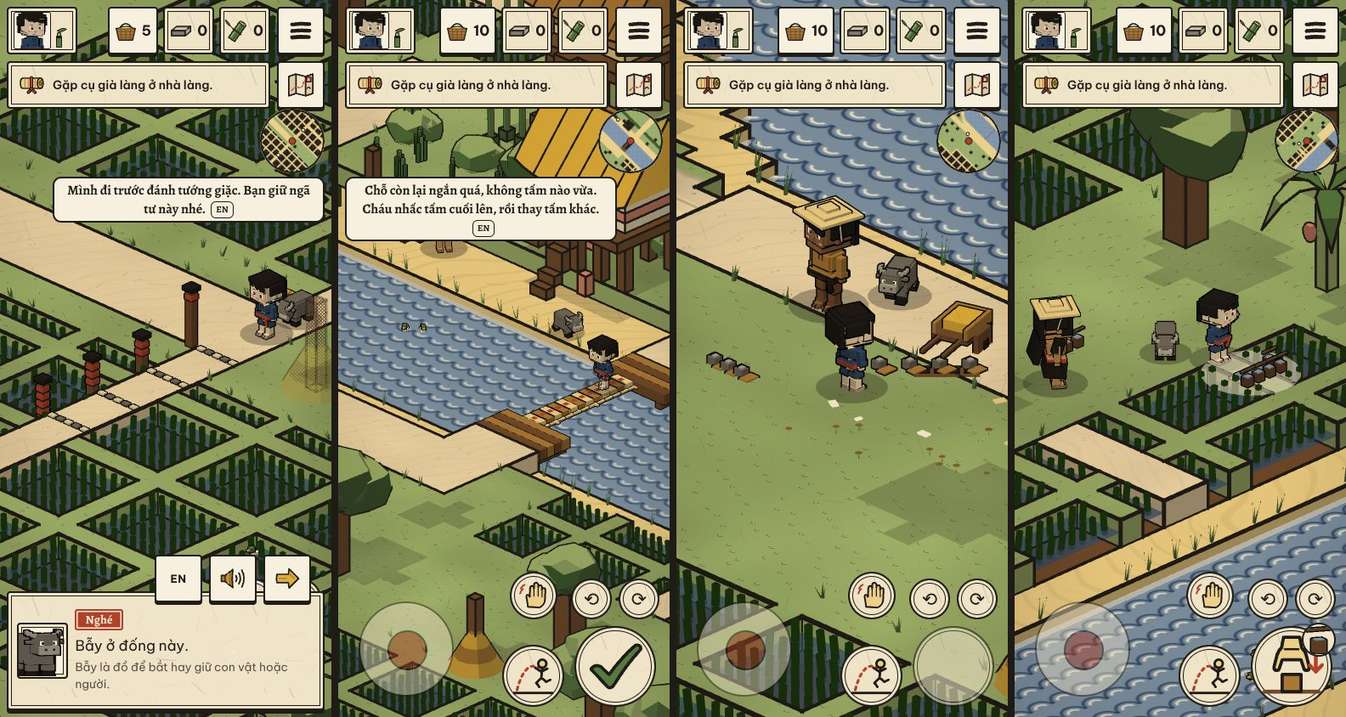 5
0
0
Gặp cụ già làng ở nhà làng.
Mình đi trước đánh tướng giặc. Bạn giữ ngã
tư này nhé. EN
EN
Nghé
Bẫy ở đống này.
Bẫy là đồ để bắt hay giữ con vật hoặc
người.
10
0
0
Gặp cụ già làng ở nhà làng.
Chỗ còn lại ngắn quá, không tấm nào vừa.
Cháu nhấc tấm cuối lên, rồi thay tấm khác.
EN
10
0
0
Gặp cụ già làng ở nhà làng.
10
0
0
Gặp cụ già làng ở nhà làng.